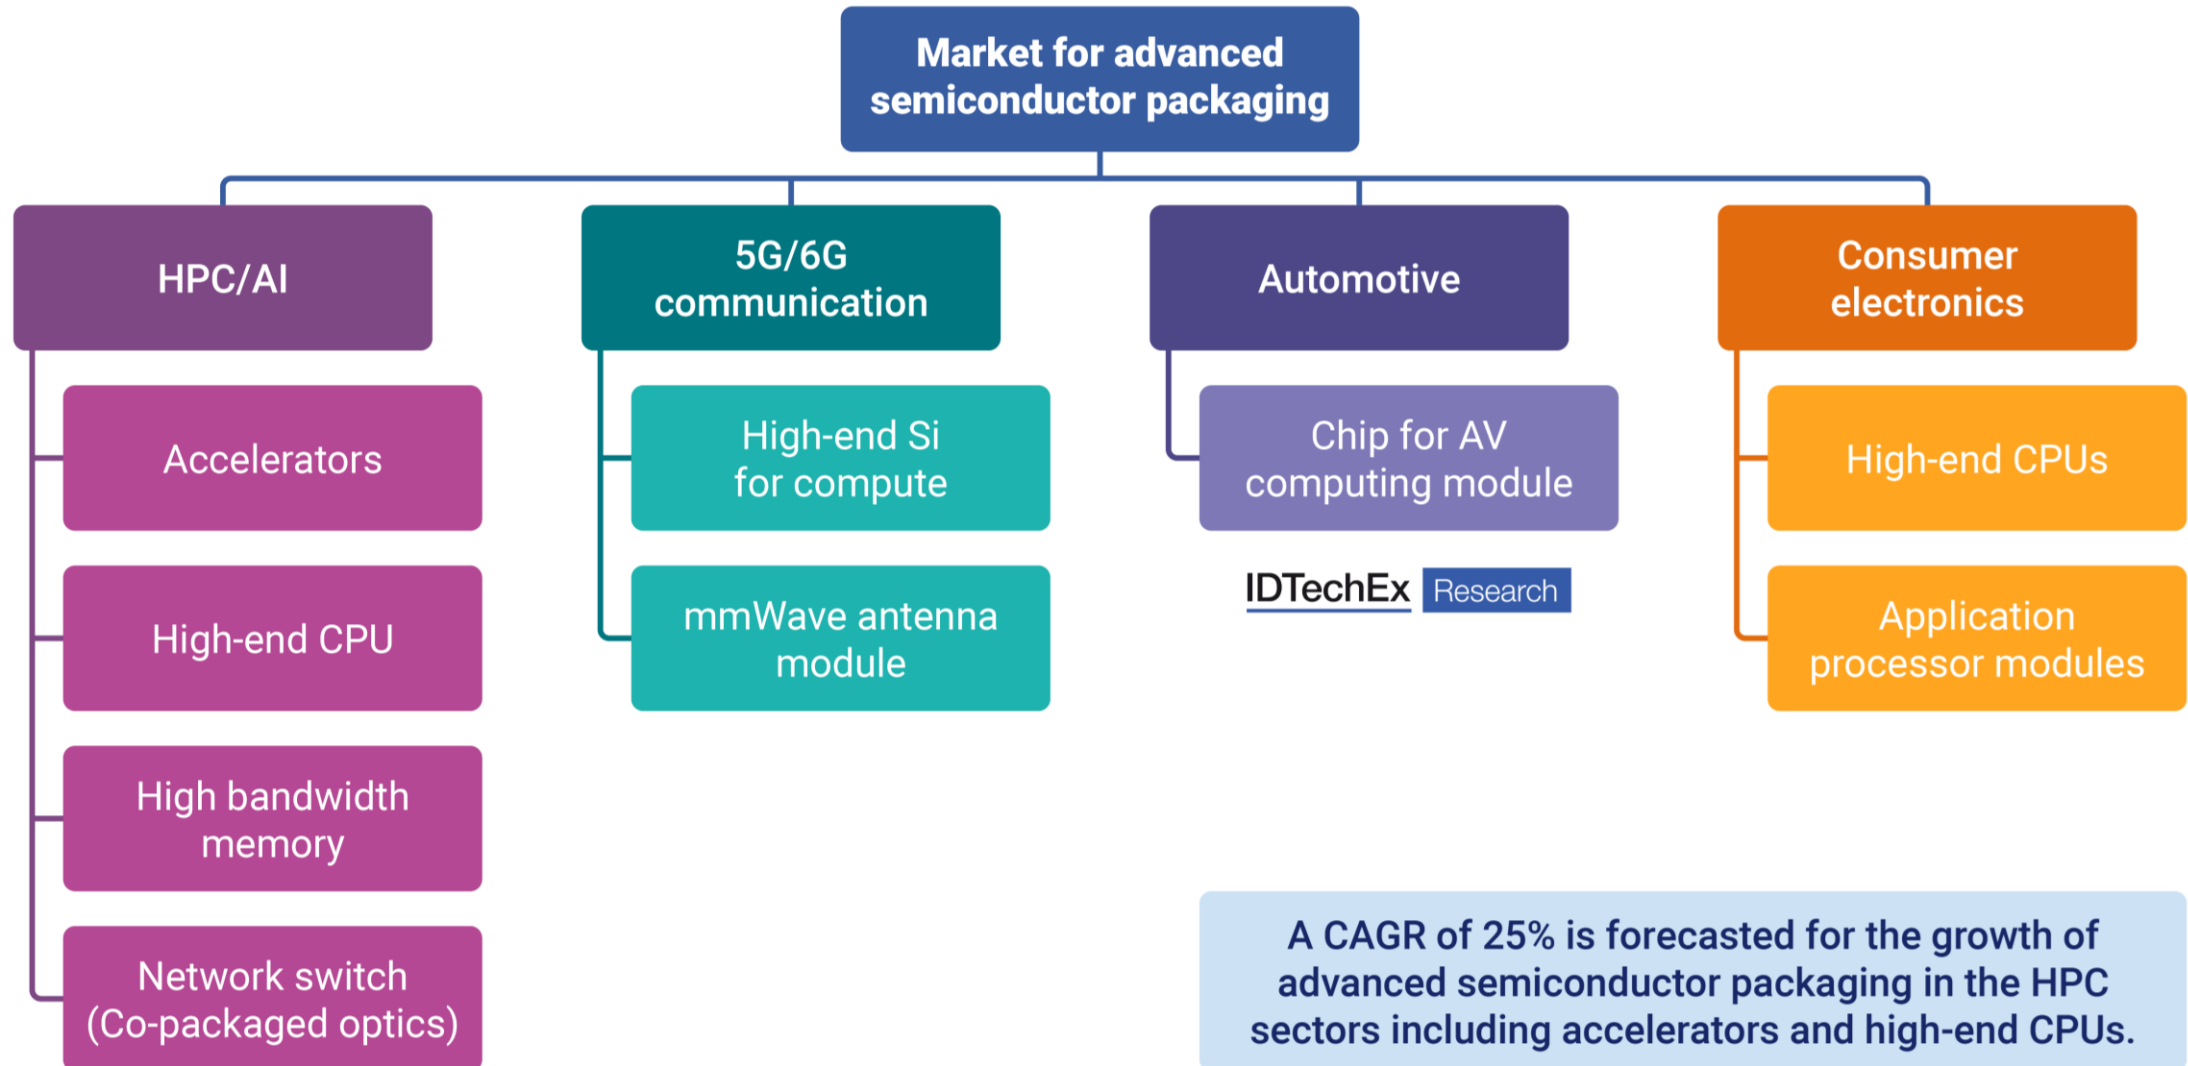 Market for advanced
semiconductor packaging
HPC/AI
Accelerators
High-end CPU
High bandwidth
memory
Network switch
(Co-packaged optics)
5G/6G
communication
High-end Si
for compute
mmWave antenna
module
Automotive
Chip for AV
computing module
IDTechEx Research
Consumer
electronics
High-end CPUs
Application
processor modules
A CAGR of 25% is forecasted for the growth of
advanced semiconductor packaging in the HPC
sectors including accelerators and high-end CPUs.